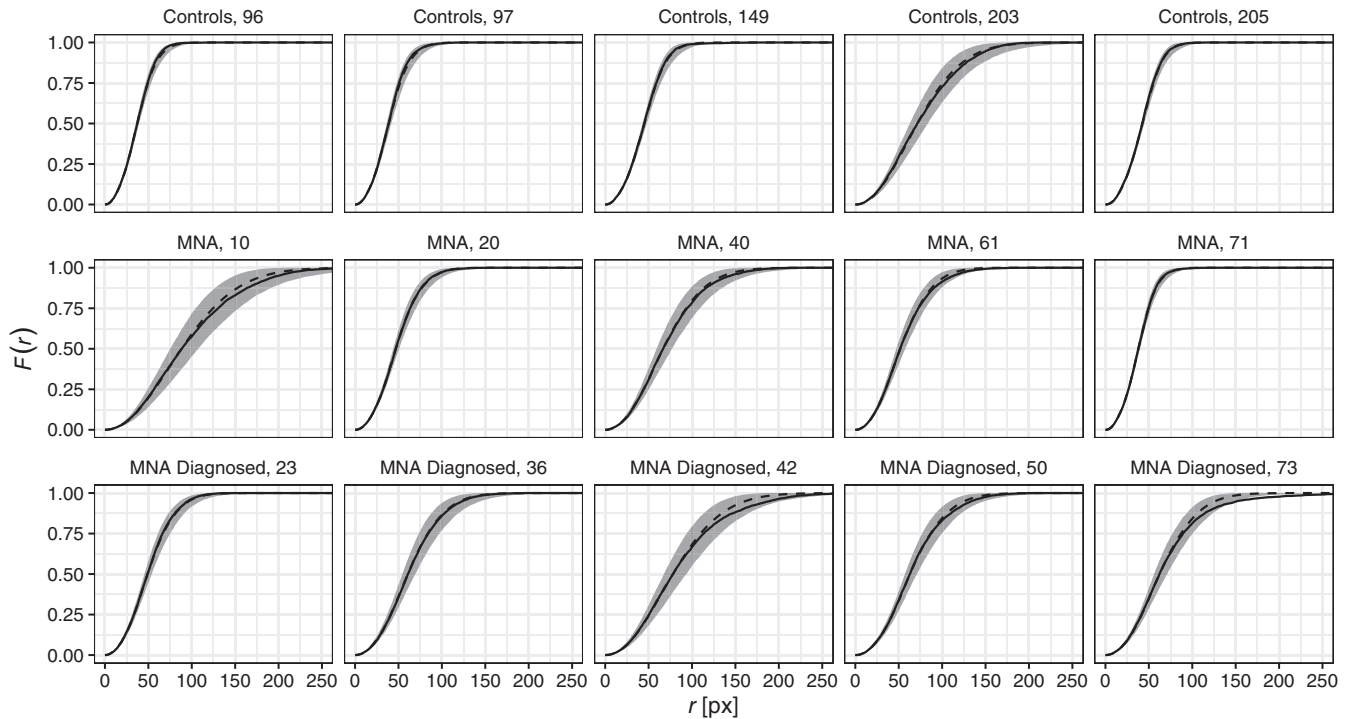 Controls, 96 Controls, 97 Controls, 149 Controls, 203 Controls, 205
1.00
0.75
0.50
0.25
0.00
MNA, 10 MNA, 20 MNA, 40 MNA, 61 MNA, 71
1.00
0.75
0.50
0.25
0.00
F(r)
MNA Diagnosed, 23 MNA Diagnosed, 36 MNA Diagnosed, 42 MNA Diagnosed, 50 MNA Diagnosed, 73
1.00
0.75
0.50
0.25
0.00
0 50 100 150 200 250 0 50 100 150 200 250 0 50 100 150 200 250 0 50 100 150 200 250 0 50 100 150 200 250
r [px]